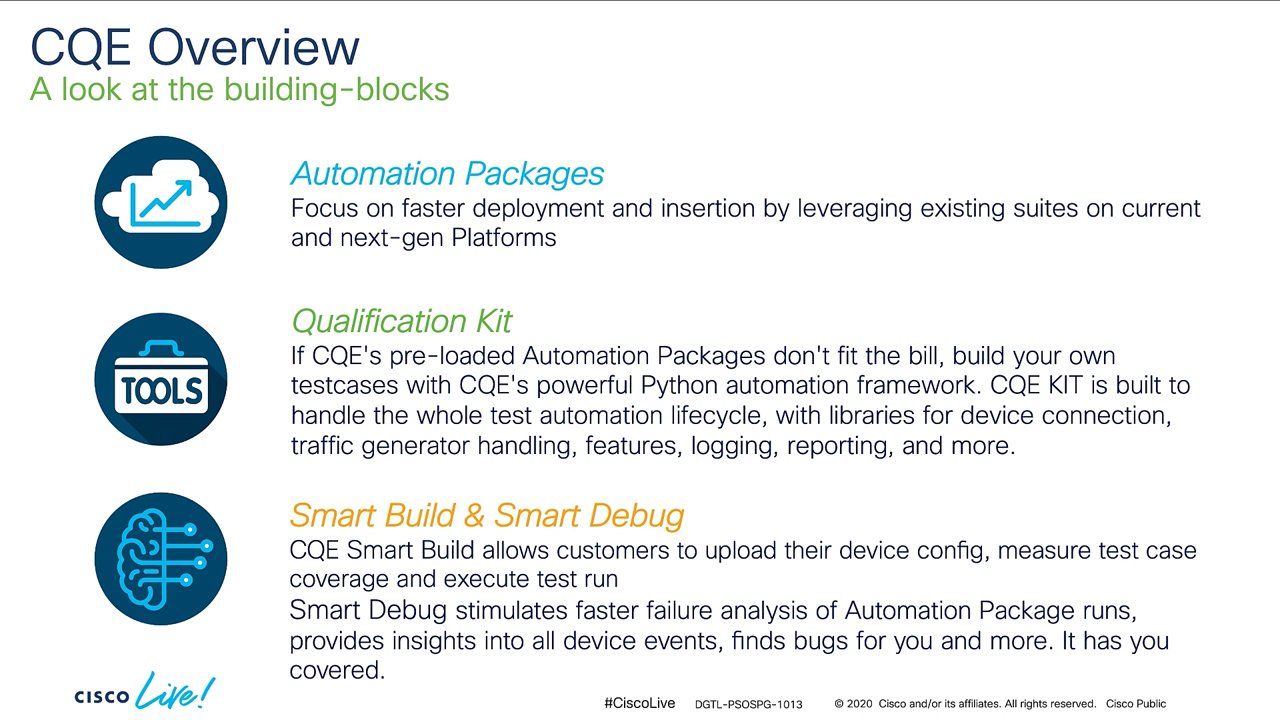 CQE Overview
A look at the building-blocks
Automation Packages
Focus on faster deployment and insertion by leveraging existing suites on current
and next-gen Platforms
Qualification Kit
If CQE's pre-loaded Automation Packages don't fit the bill, build your own
testcases with CQE's powerful Python automation framework. CQE KIT is built to
handle the whole test automation lifecycle, with libraries for device connection,
traffic generator handling, features, logging, reporting, and more.
TOOLS
Smart Build & Smart Debug
CQE Smart Build allows customers to upload their device config, measure test case
coverage and execute test run
Smart Debug stimulates faster failure analysis of Automation Package runs,
provides insights into all device events, finds bugs for you and more. It has you
covered.
CISCO Live!
#CiscoLive
DGTL-PSOSPG-1013
© 2020 Cisco and/or its affiliates. All rights reserved. Cisco Public